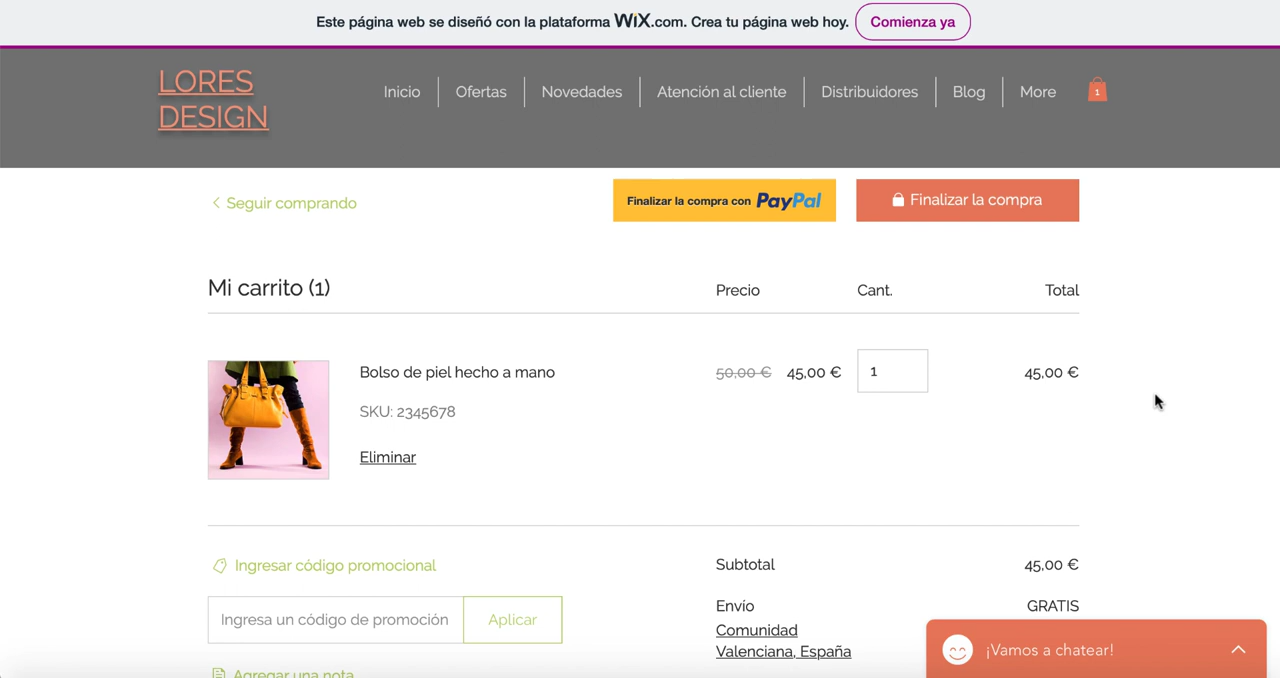 Este página web se diseñó con la plataforma WiX.com. Crea tu página web hoy. Comienza ya
LORES
DESIGN
Inicio Ofertas Novedades Atención al cliente Distribuidores Blog More 1
Seguir comprando
Finalizar la compra con PayPal
Finalizar la compra
Mi carrito (1) Precio Cant. Total
Bolso de piel hecho a mano 50,00 € 45,00 € 1 45,00 €
SKU: 2345678
Eliminar
Ingresar código promocional
Ingresa un código de promoción Aplicar
Agregar una nota
Subtotal 45,00 €
Envío GRATIS
Comunidad
Valenciana, España
¡Vamos a chatear!